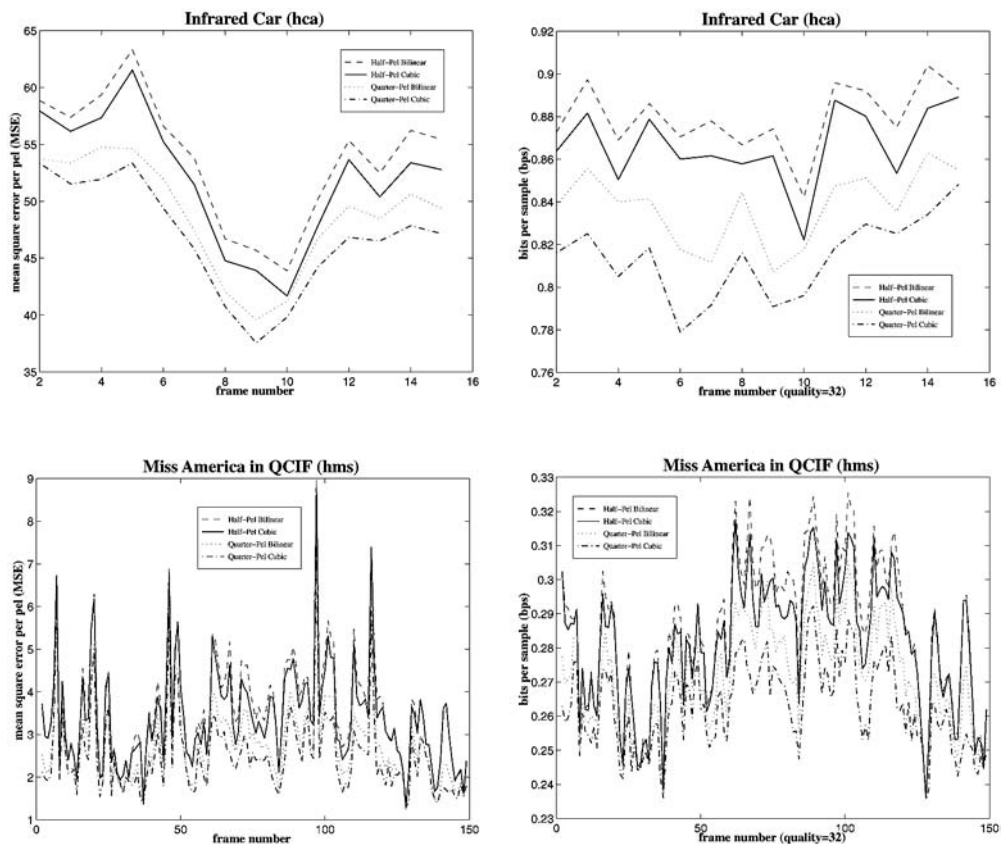 Infrared Car (hca)
mean square error per pel (MSE)
65
60
55
50
45
40
35
2 4 6 8 10 12 14 16
frame number
Half-Pel Bilinear
Half-Pel Cubic
Quarter-Pel Bilinear
Quarter-Pel Cubic
Infrared Car (hca)
bits per sample (bps)
0.92
0.9
0.88
0.86
0.84
0.82
0.8
0.78
0.76
2 4 6 8 10 12 14 16
frame number (quality=32)
Half-Pel Bilinear
Half-Pel Cubic
Quarter-Pel Bilinear
Quarter-Pel Cubic
Miss America in QCIF (hms)
mean square error per pel (MSE)
9
8
7
6
5
4
3
2
1
0 50 100 150
frame number
Half-Pel Bilinear
Half-Pel Cubic
Quarter-Pel Bilinear
Quarter-Pel Cubic
Miss America in QCIF (hms)
bits per sample (bps)
0.33
0.32
0.31
0.3
0.29
0.28
0.27
0.26
0.25
0.24
0.23
0 50 100 150
frame number (quality=32)
Half-Pel Bilinear
Half-Pel Cubic
Quarter-Pel Bilinear
Quarter-Pel Cubic